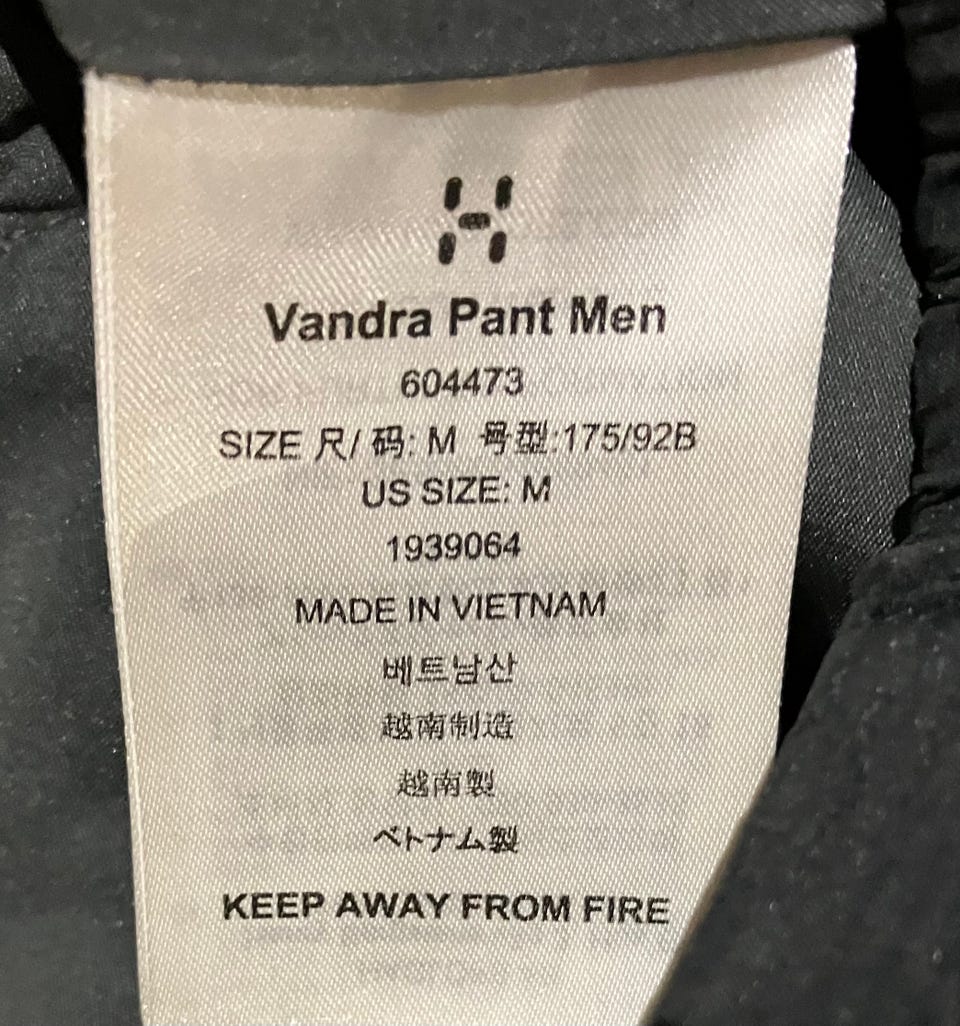 Vandra Pant Men
604473
SIZE 尺/ 码: M 号型:175/92B
US SIZE: M
1939064
MADE IN VIETNAM
베트남산
越南制造
越南製
ベトナム製
KEEP AWAY FROM FIRE